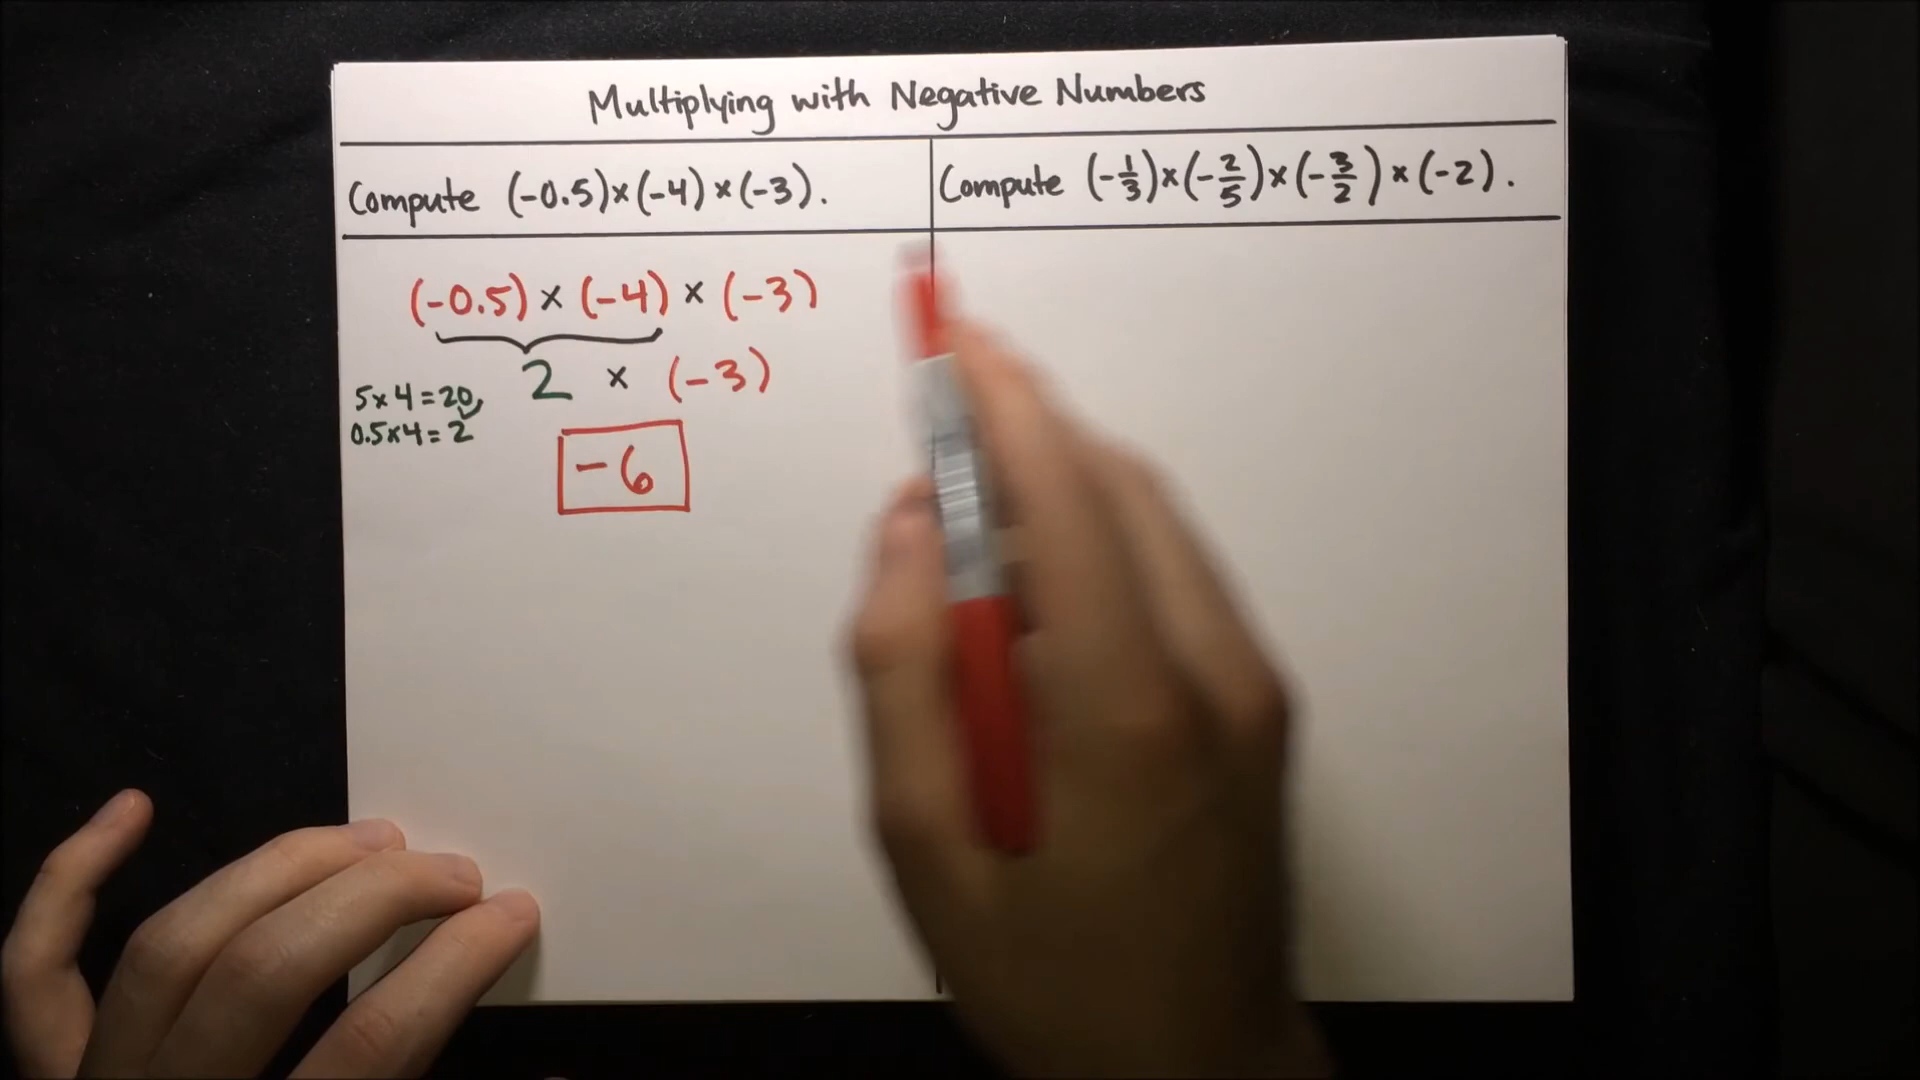 Multiplying with Negative Numbers
Compute (-0.5)×(-4)×(-3).
(-0.5) × (-4) × (-3)
2 × (-3)
5×4=20
0.5×4=2
-6
Compute (-1/3)×(-2/5)×(-3/2)×(-2).